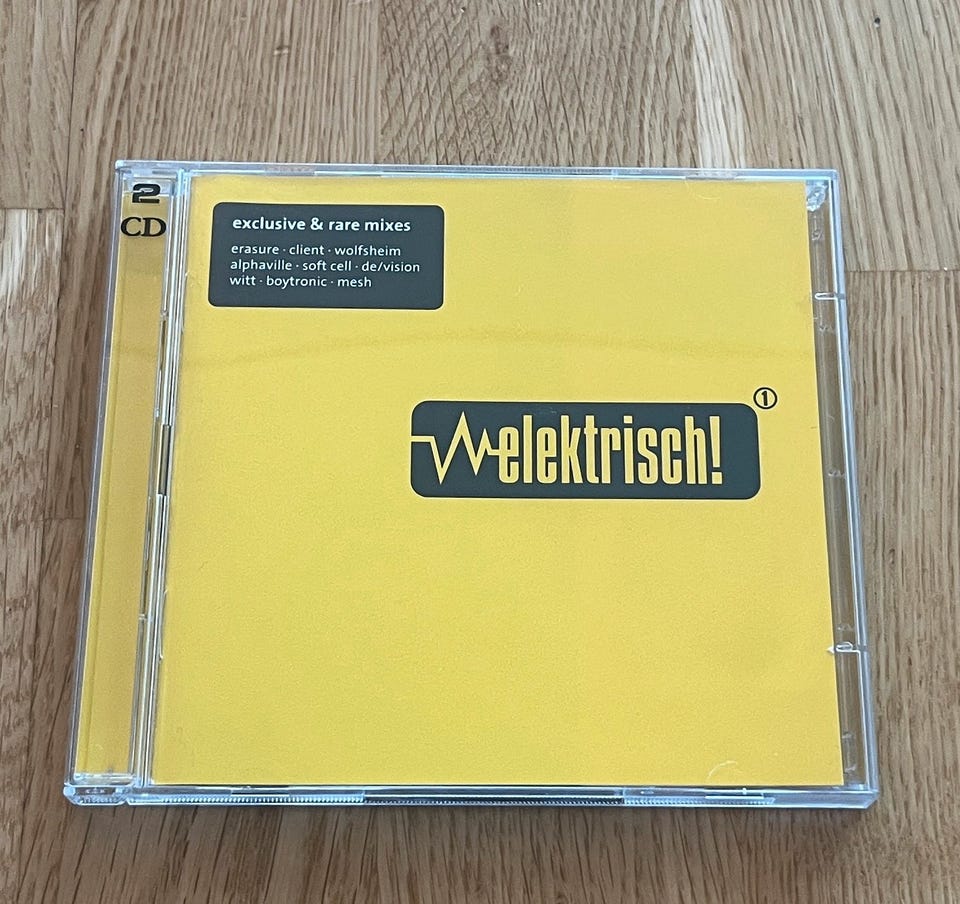 2
CD
exclusive & rare mixes
erasure · client · wolfsheim
alphaville · soft cell · de/vision
witt · boytronic · mesh
①
elektrisch!